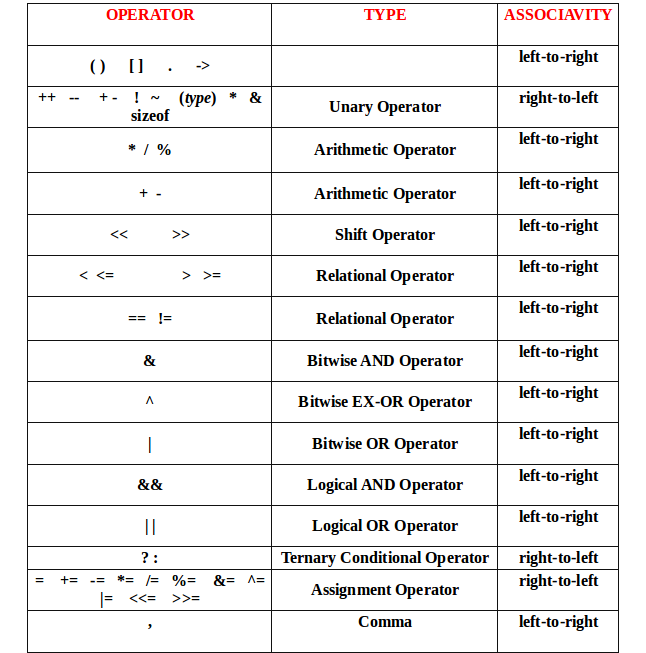 OPERATOR TYPE ASSOCIAVITY
( ) [ ] . -> left-to-right
++ -- + - ! ~ (type) * & sizeof Unary Operator right-to-left
* / % Arithmetic Operator left-to-right
+ - Arithmetic Operator left-to-right
<< >> Shift Operator left-to-right
< <= > >= Relational Operator left-to-right
== != Relational Operator left-to-right
& Bitwise AND Operator left-to-right
^ Bitwise EX-OR Operator left-to-right
| Bitwise OR Operator left-to-right
&& Logical AND Operator left-to-right
|| Logical OR Operator left-to-right
? : Ternary Conditional Operator right-to-left
= += -= *= /= %= &= ^= |= <<= >>= Assignment Operator right-to-left
, Comma left-to-right